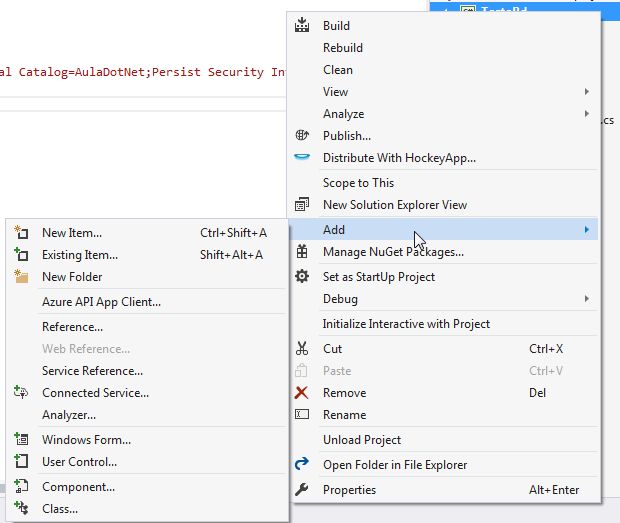 al Catalog=AulaDotNet;Persist Security In
.cs
Build
Rebuild
Clean
View
Analyze
Publish...
Distribute With HockeyApp...
Scope to This
New Solution Explorer View
Add
Manage NuGet Packages...
Set as StartUp Project
Debug
Initialize Interactive with Project
Cut Ctrl+X
Paste Ctrl+V
Remove Del
Rename
Unload Project
Open Folder in File Explorer
Properties Alt+Enter
New Item... Ctrl+Shift+A
Existing Item... Shift+Alt+A
New Folder
Azure API App Client...
Reference...
Web Reference...
Service Reference...
Connected Service...
Analyzer...
Windows Form...
User Control...
Component...
Class...